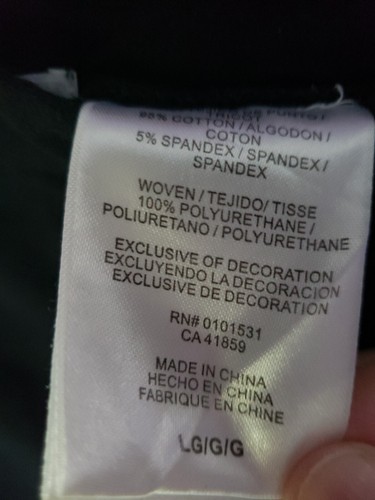 PUNTO /
TRICOT
95% COTTON / ALGODON /
COTON
5% SPANDEX / SPANDEX /
SPANDEX
WOVEN / TEJIDO / TISSE
100% POLYURETHANE /
POLIURETANO / POLYURETHANE
EXCLUSIVE OF DECORATION
EXCLUYENDO LA DECORACION
EXCLUSIVE DE DECORATION
RN# 0101531
CA 41859
MADE IN CHINA
HECHO EN CHINA
FABRIQUE EN CHINE
LG/G/G